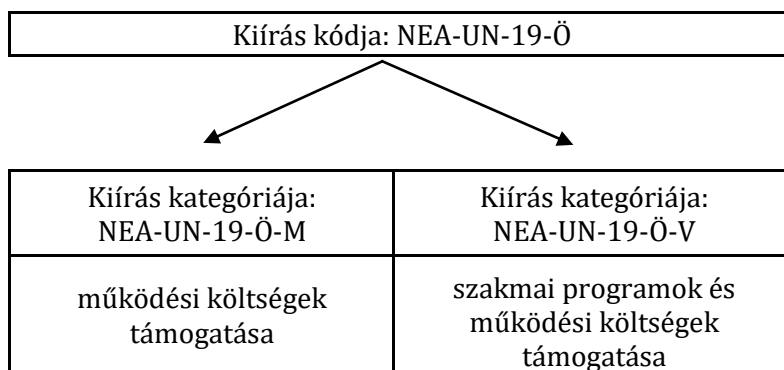 Kiírás kódja: NEA-UN-19-Ö
Kiírás kategóriája:
NEA-UN-19-Ö-M
Kiírás kategóriája:
NEA-UN-19-Ö-V
működési költségek
támogatása
szakmai programok és
működési költségek
támogatása